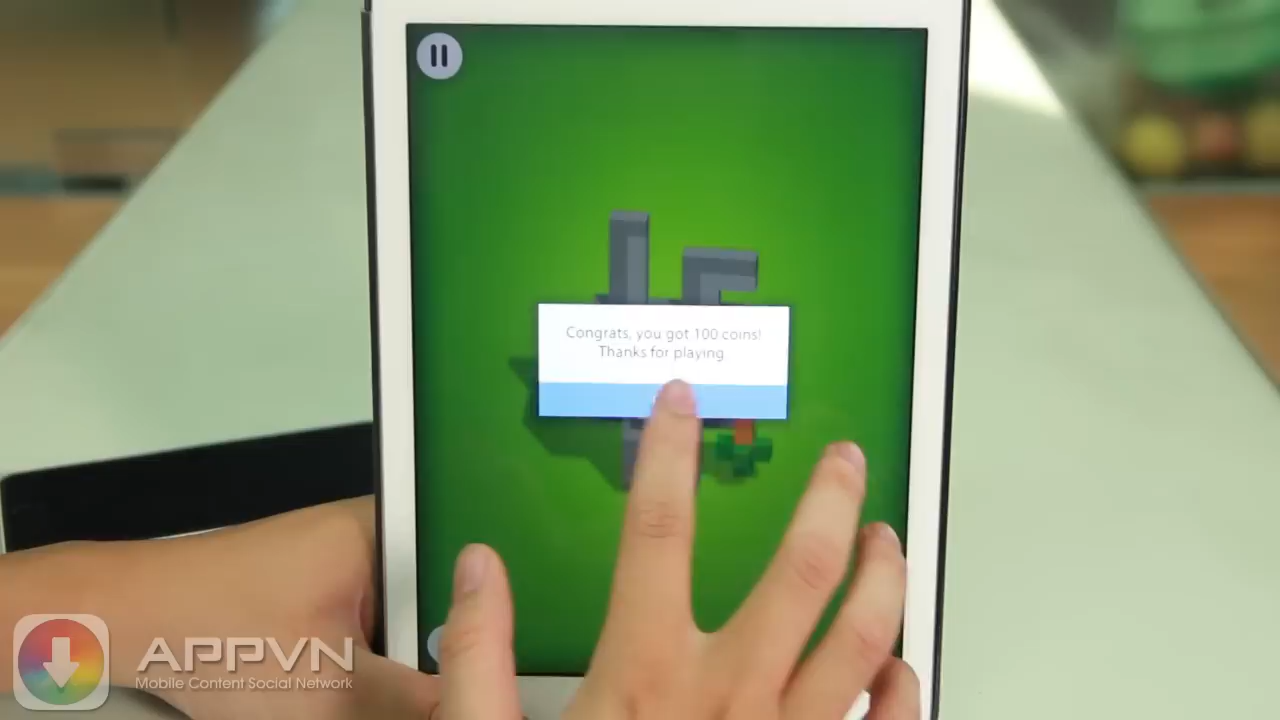 Congrats, you got 100 coins!
Thanks for playing
APPVN
Mobile Content Social Network